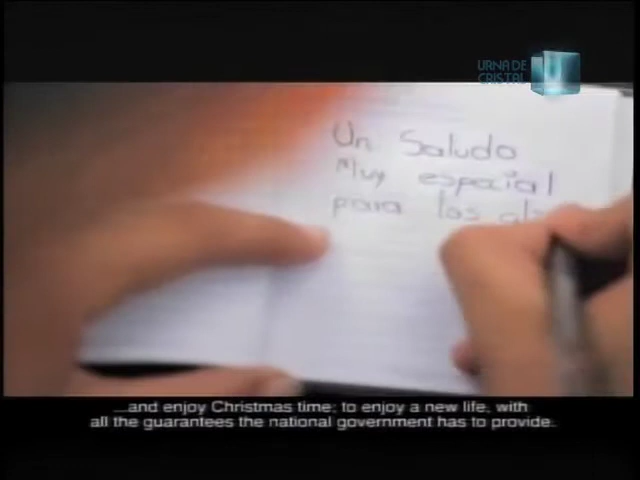 URNA DE
CRISTAL
Un Saludo
Muy especial
para los
...and enjoy Christmas time; to enjoy a new life, with
all the guarantees the national government has to provide.